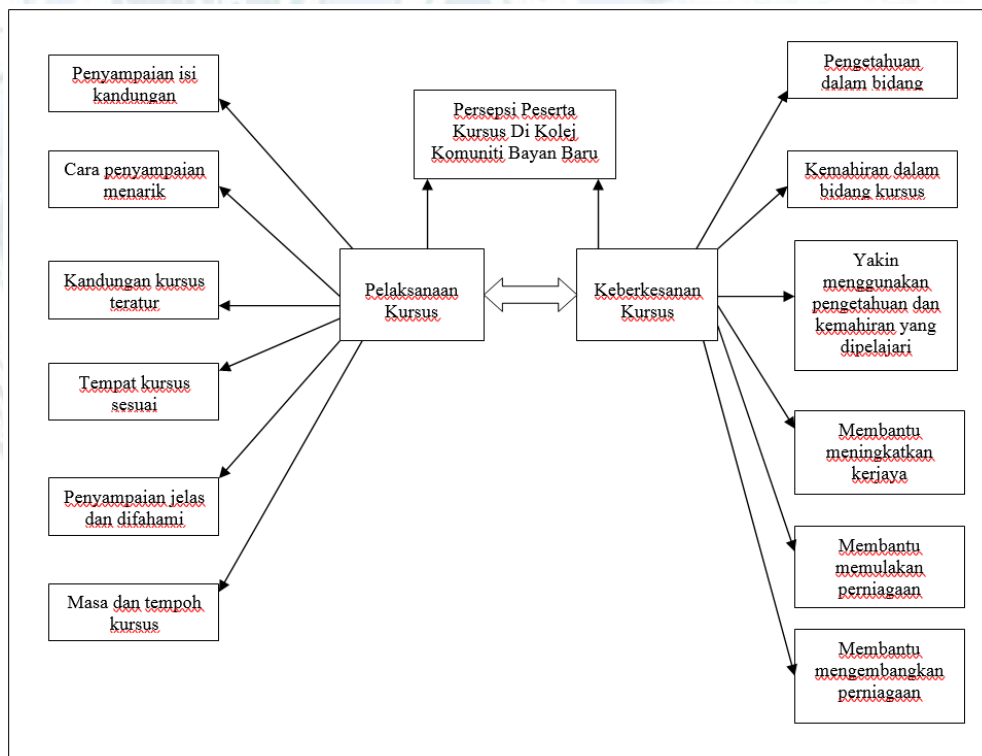 Penyampaian isi
kandungan
Cara penyampaian
menarik
Kandungan kursus
teratur
Tempat kursus
sesuai
Penyampaian jelas
dan difahami
Masa dan tempoh
kursus
Persepsi Peserta
Kursus Di Kolej
Komuniti Bayan Baru
Pelaksanaan
Kursus
Keberkesanan
Kursus
Pengetahuan
dalam bidang
Kemahiran dalam
bidang kursus
Yakin
menggunakan
pengetahuan dan
kemahiran yang
dipelajari
Membantu
meningkatkan
kerjaya
Membantu
memulakan
perniagaan
Membantu
mengembangkan
perniagaan